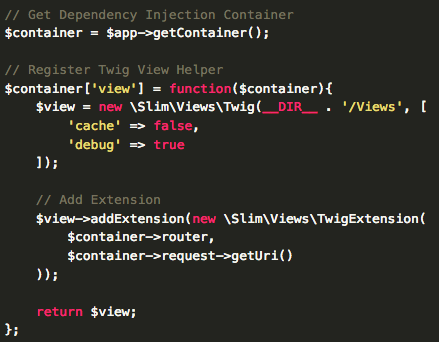 // Get Dependency Injection Container
$container = $app->getContainer();
// Register Twig View Helper
$container['view'] = function($container){
    $view = new \Slim\Views\Twig(__DIR__ . '/Views', [
        'cache' => false,
        'debug' => true
    ]);
    // Add Extension
    $view->addExtension(new \Slim\Views\TwigExtension(
        $container->router,
        $container->request->getUri()
    ));
    return $view;
};